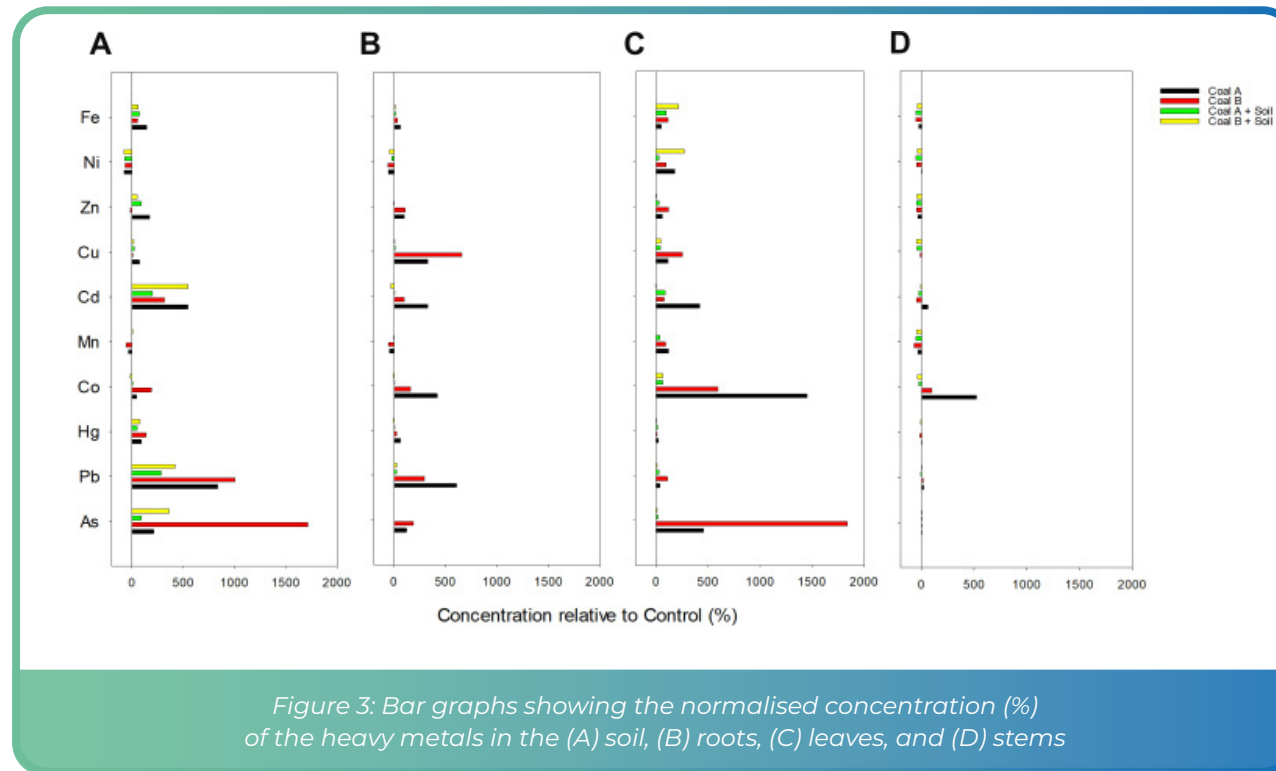 A B C D
Coal A
Coal B
Coal A + Soil
Coal B + Soil
Fe
Ni
Zn
Cu
Cd
Mn
Co
Hg
Pb
As
0 500 1000 1500 2000 0 500 1000 1500 2000 0 500 1000 1500 2000 0 500 1000 1500 2000
Concentration relative to Control (%)
Figure 3: Bar graphs showing the normalised concentration (%)
of the heavy metals in the (A) soil, (B) roots, (C) leaves, and (D) stems